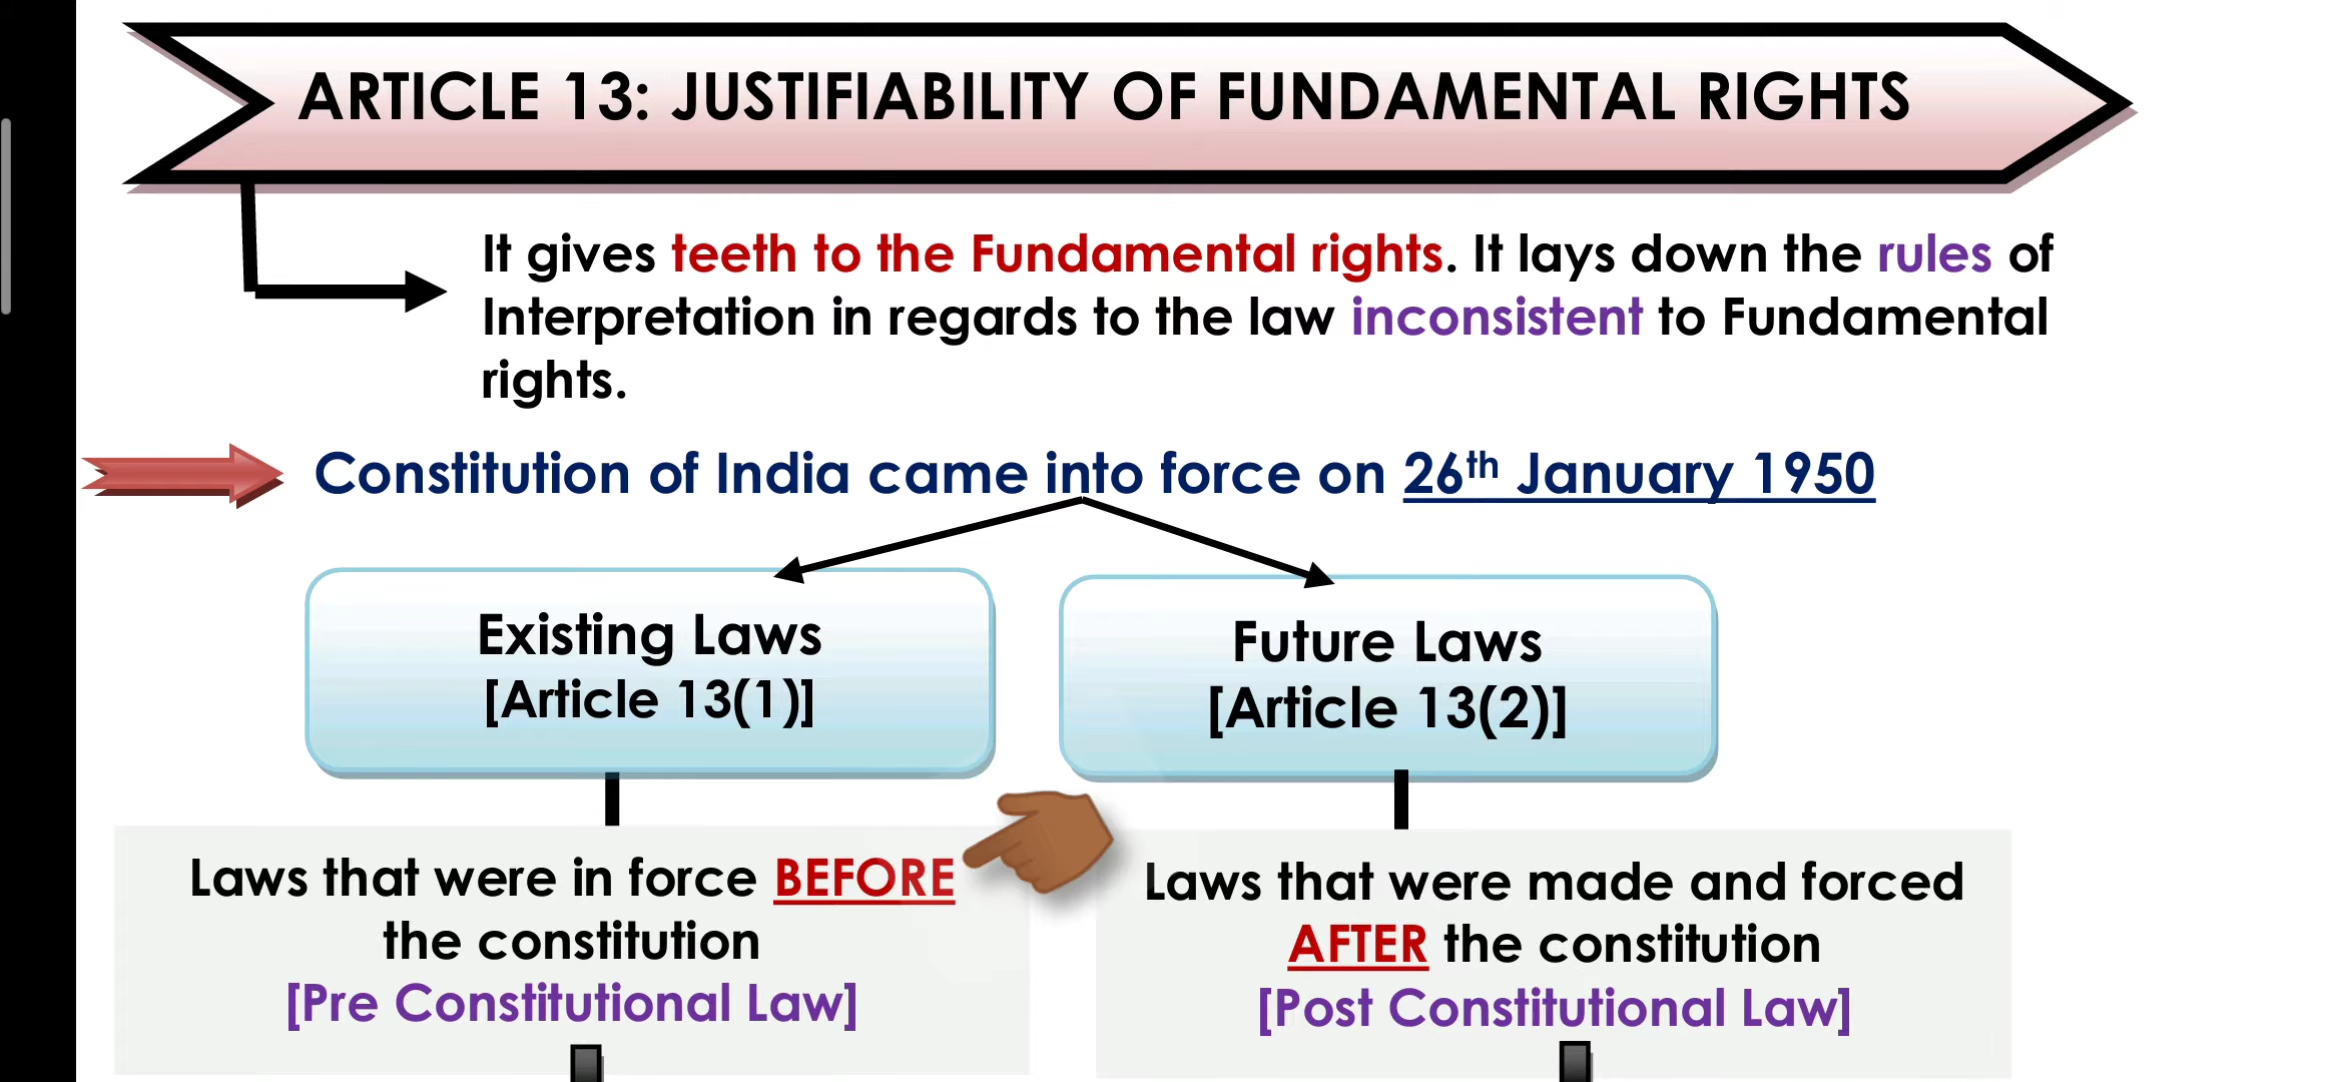 ARTICLE 13: JUSTIFIABILITY OF FUNDAMENTAL RIGHTS
It gives teeth to the Fundamental rights. It lays down the rules of
Interpretation in regards to the law inconsistent to Fundamental
rights.
Constitution of India came into force on 26th January 1950
Existing Laws
[Article 13(1)]
Future Laws
[Article 13(2)]
Laws that were in force BEFORE
the constitution
[Pre Constitutional Law]
Laws that were made and forced
AFTER the constitution
[Post Constitutional Law]